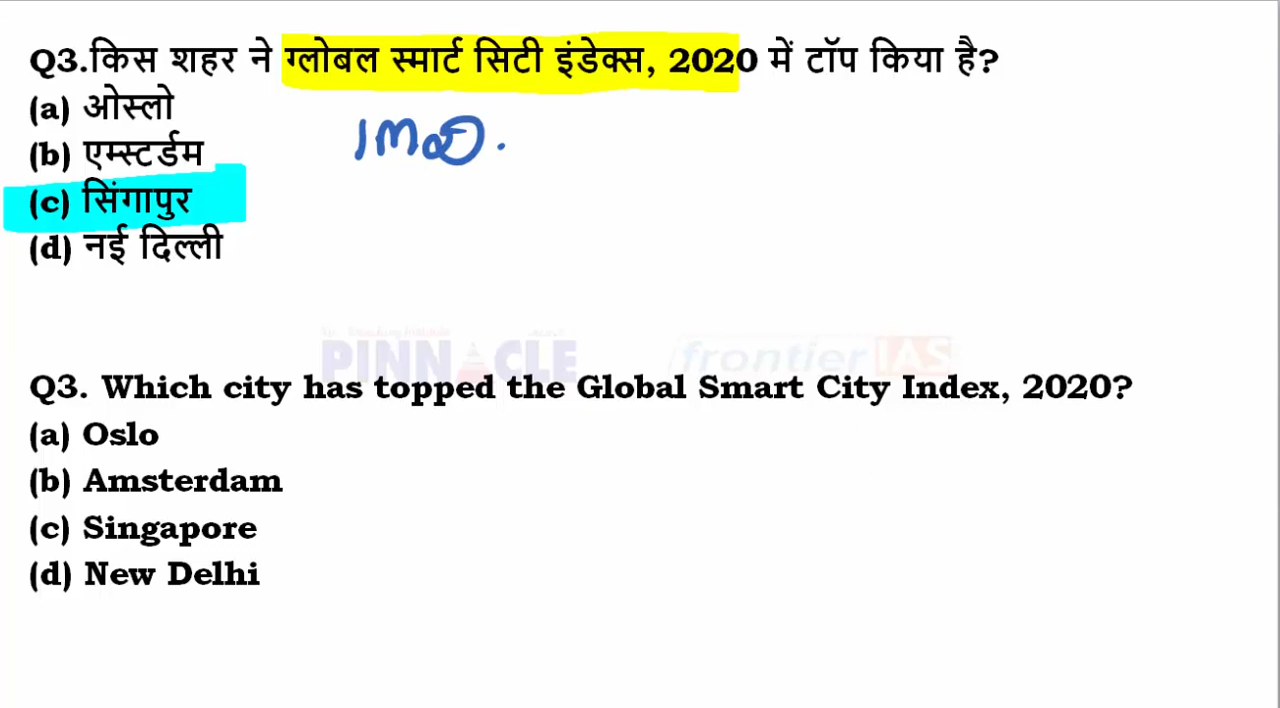 Q3.किस शहर ने ग्लोबल स्मार्ट सिटी इंडेक्स, 2020 में टॉप किया है?
(a) ओस्लो
IMD.
(b) एम्स्टर्डम
(c) सिंगापुर
(d) नई दिल्ली
PINNACLE frontier IAS
Q3. Which city has topped the Global Smart City Index, 2020?
(a) Oslo
(b) Amsterdam
(c) Singapore
(d) New Delhi